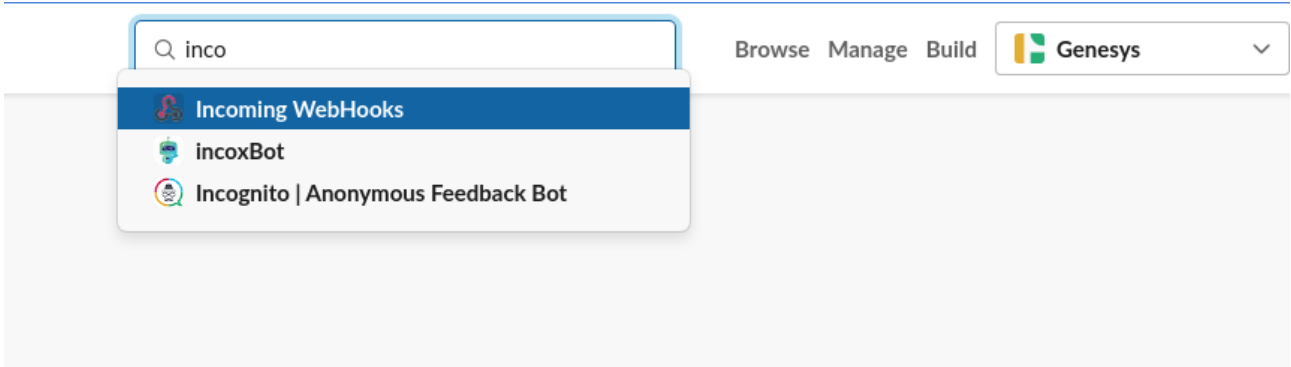 inco
Browse Manage Build Genesys
Incoming WebHooks
incoxBot
Incognito | Anonymous Feedback Bot